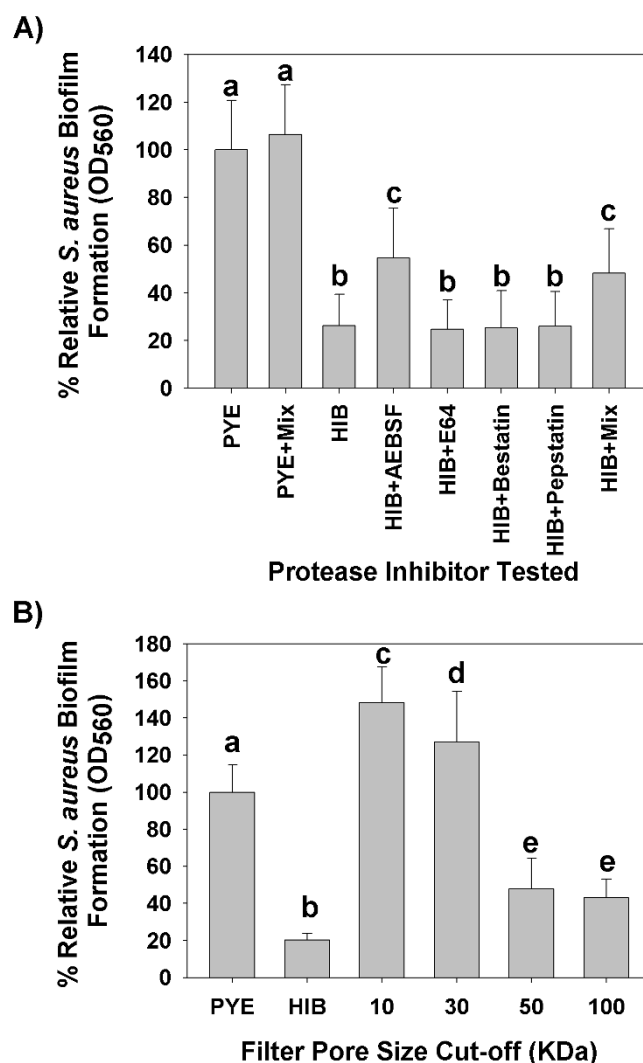 A)
% Relative S. aureus Biofilm
Formation (OD560)
140
120
100
80
60
40
20
0
a
a
b
c
b
b
b
c
PYE
PYE+Mix
HIB
HIB+AEBSF
HIB+E64
HIB+Bestatin
HIB+Pepstatin
HIB+Mix
Protease Inhibitor Tested
B)
% Relative S. aureus Biofilm
Formation (OD560)
180
160
140
120
100
80
60
40
20
0
a
b
c
d
e
e
PYE HIB 10 30 50 100
Filter Pore Size Cut-off (KDa)